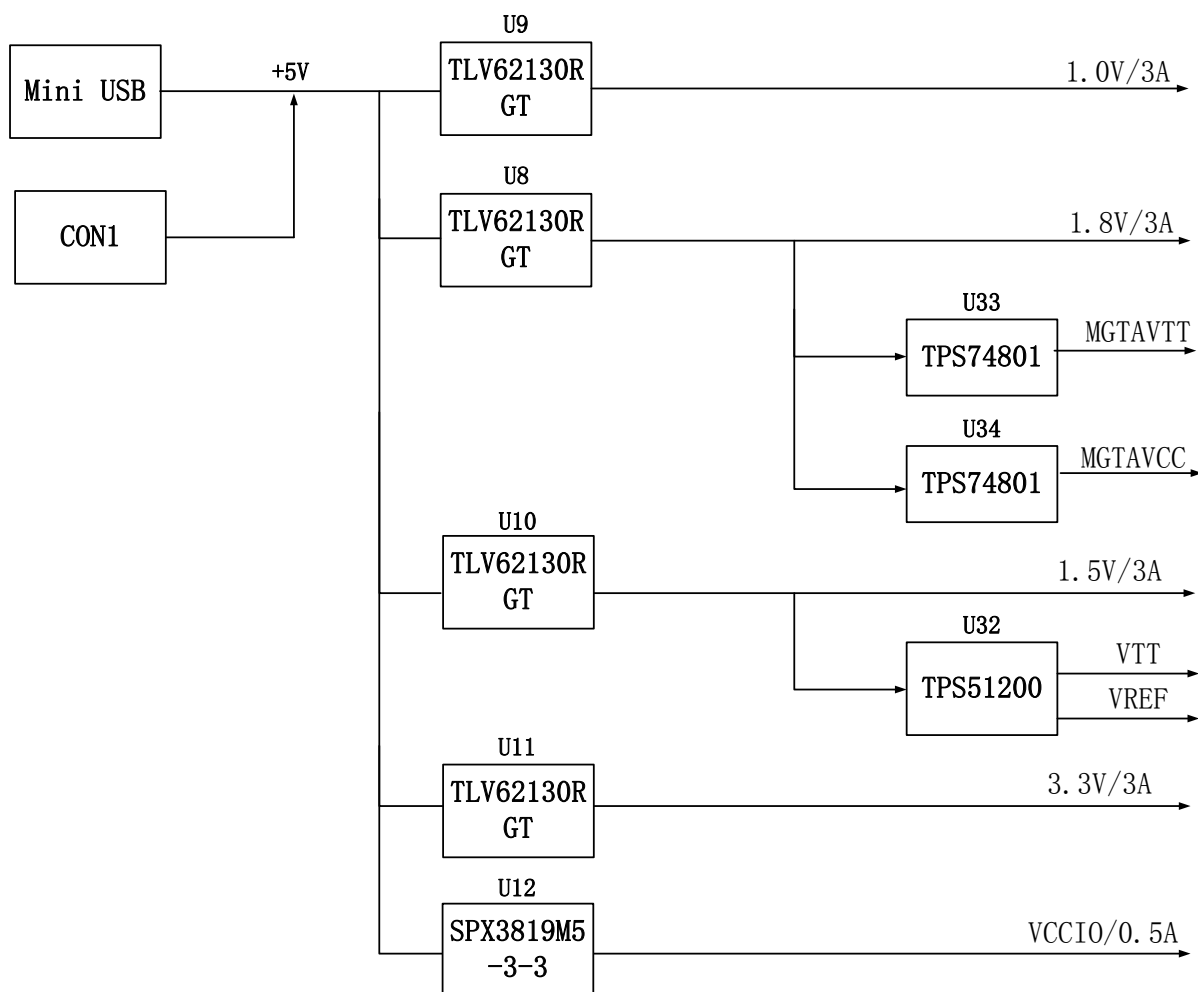 U9
Mini USB
+5V
TLV62130R
GT
1.0V/3A
CON1
U8
TLV62130R
GT
1.8V/3A
U33
TPS74801
MGTAVTT
U34
TPS74801
MGTAVCC
U10
TLV62130R
GT
1.5V/3A
U32
TPS51200
VTT
VREF
U11
TLV62130R
GT
3.3V/3A
U12
SPX3819M5
-3-3
VCCIO/0.5A